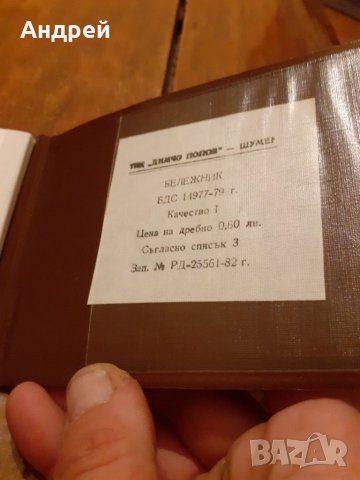 Андрей
ТПК „ДИМЧО ПОПОВ" — ШУМЕН
БЕЛЕЖНИК
БДС 14977-79 г.
Качество I
Цена на дребно 0,60 лв.
Съгласно списък 3
Зап. № РД-25561-82 г.
BAZAR